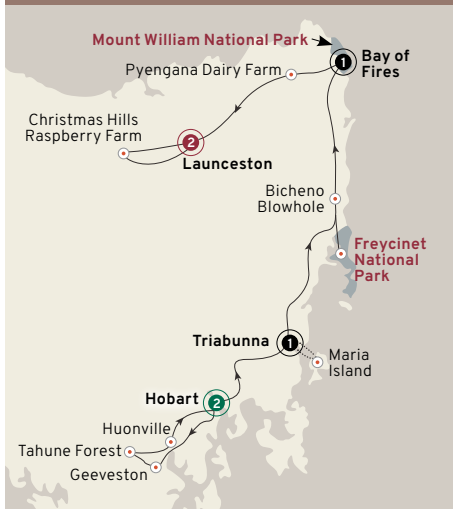 Mount William National Park
Bay of
Fires
1
Pyengana Dairy Farm
Christmas Hills
Raspberry Farm
2
Launceston
Bicheno
Blowhole
Freycinet
National
Park
Triabunna
1
Maria
Island
Hobart
2
Huonville
Tahune Forest
Geeveston